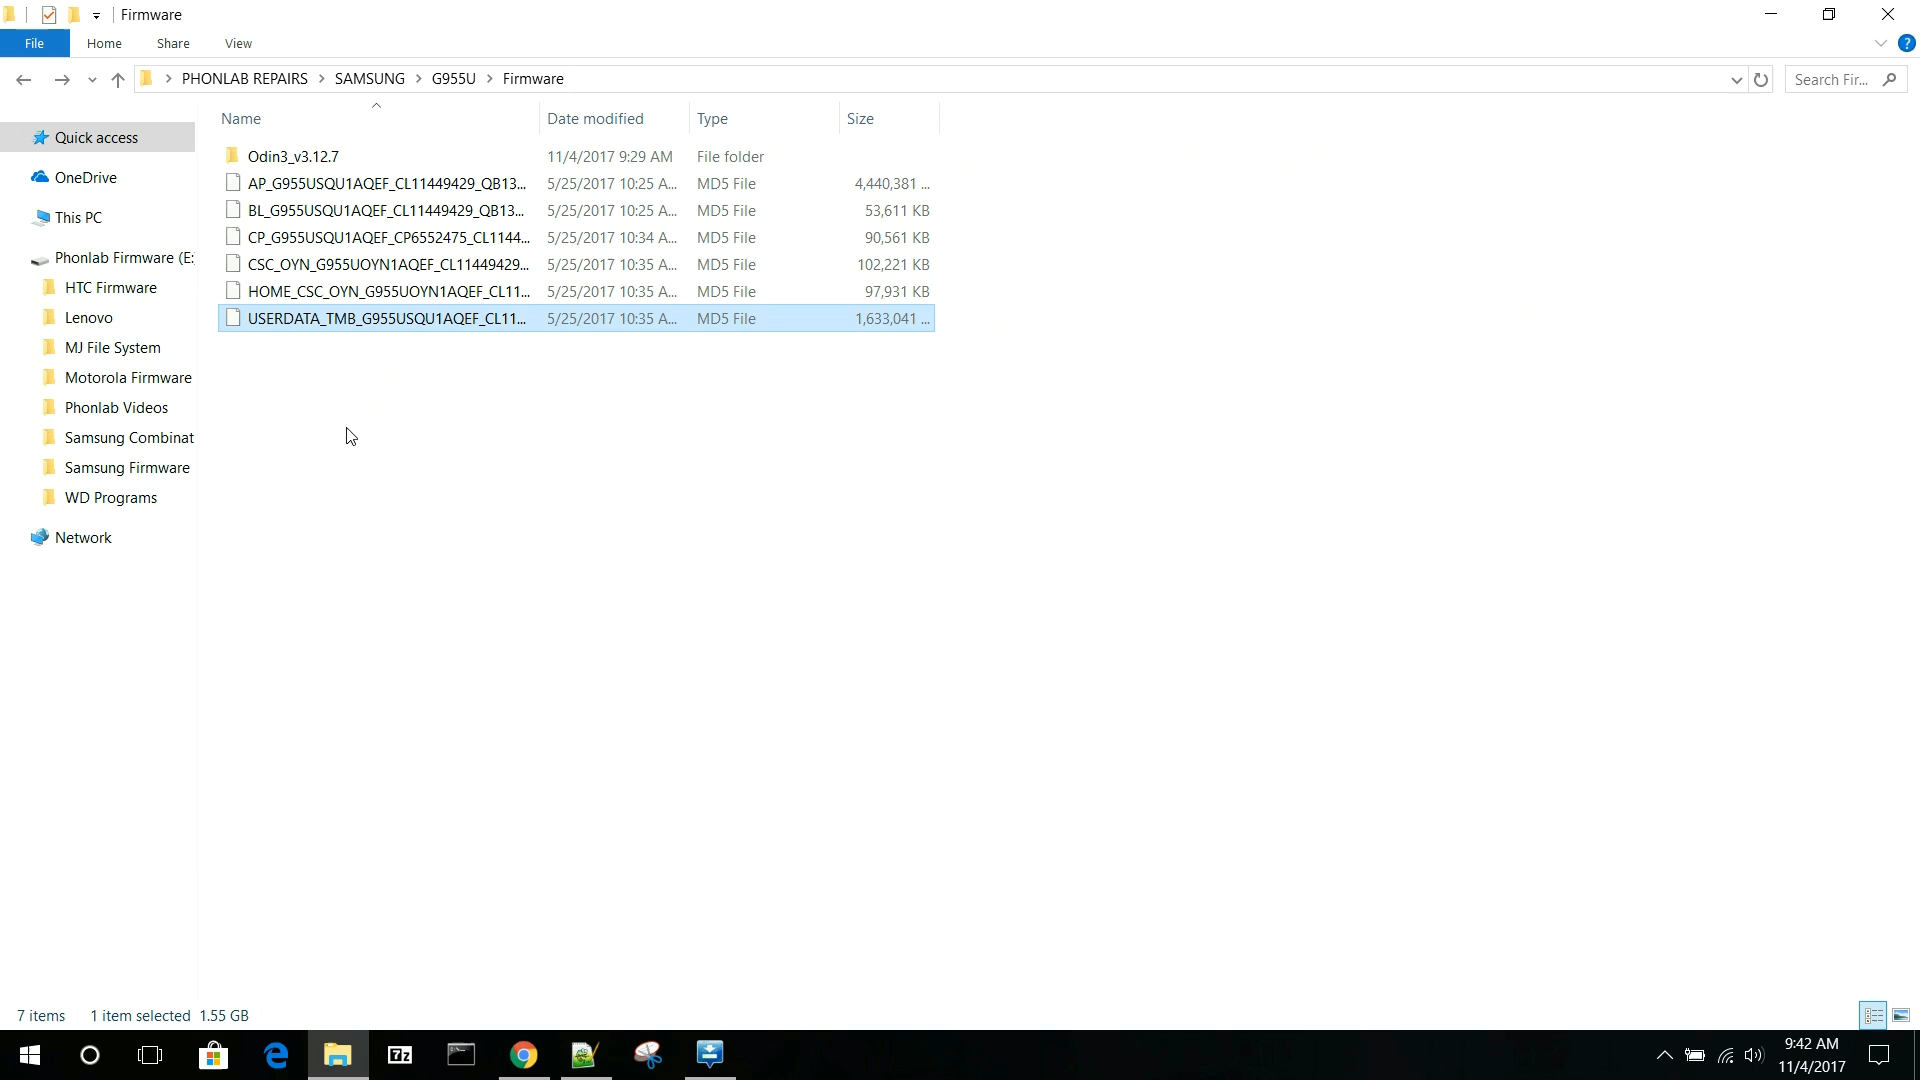 Firmware
File Home Share View
PHONLAB REPAIRS SAMSUNG G955U Firmware Search Fir...
Name Date modified Type Size
Quick access
OneDrive
This PC
Phonlab Firmware (E:
HTC Firmware
Lenovo
MJ File System
Motorola Firmware
Phonlab Videos
Samsung Combinat
Samsung Firmware
WD Programs
Network
Odin3_v3.12.7 11/4/2017 9:29 AM File folder
AP_G955USQU1AQEF_CL11449429_QB13... 5/25/2017 10:25 A... MD5 File 4,440,381 ...
BL_G955USQU1AQEF_CL11449429_QB13... 5/25/2017 10:25 A... MD5 File 53,611 KB
CP_G955USQU1AQEF_CP6552475_CL1144... 5/25/2017 10:34 A... MD5 File 90,561 KB
CSC_OYN_G955UOYN1AQEF_CL11449429... 5/25/2017 10:35 A... MD5 File 102,221 KB
HOME_CSC_OYN_G955UOYN1AQEF_CL11... 5/25/2017 10:35 A... MD5 File 97,931 KB
USERDATA_TMB_G955USQU1AQEF_CL11... 5/25/2017 10:35 A... MD5 File 1,633,041 ...
7 items 1 item selected 1.55 GB
7z
9:42 AM
11/4/2017